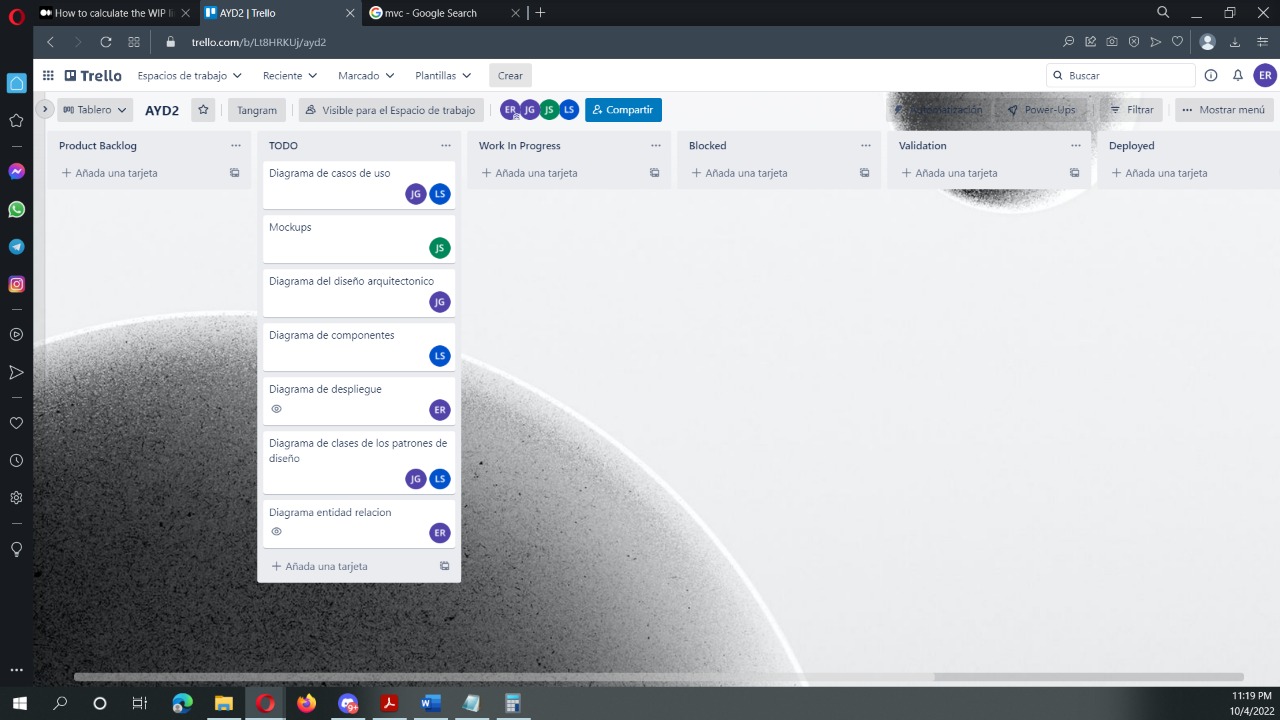 How to calculate the WIP li
AYD2 | Trello
mvc - Google Search
trello.com/b/Lt8HRKUj/ayd2
Trello
Espacios de trabajo
Reciente
Marcado
Plantillas
Crear
Buscar
ER
Tablero
AYD2
Tangram
Visible para el Espacio de trabajo
ER
JG
JS
LS
Compartir
Automatización
Power-Ups
Filtrar
Mostrar menú
Product Backlog
+ Añada una tarjeta
TODO
Diagrama de casos de uso
JG LS
Mockups
JS
Diagrama del diseño arquitectonico
JG
Diagrama de componentes
LS
Diagrama de despliegue
ER
Diagrama de clases de los patrones de
diseño
JG LS
Diagrama entidad relacion
ER
+ Añada una tarjeta
Work In Progress
+ Añada una tarjeta
Blocked
+ Añada una tarjeta
Validation
+ Añada una tarjeta
Deployed
+ Añada una tarjeta
11:19 PM
10/4/2022